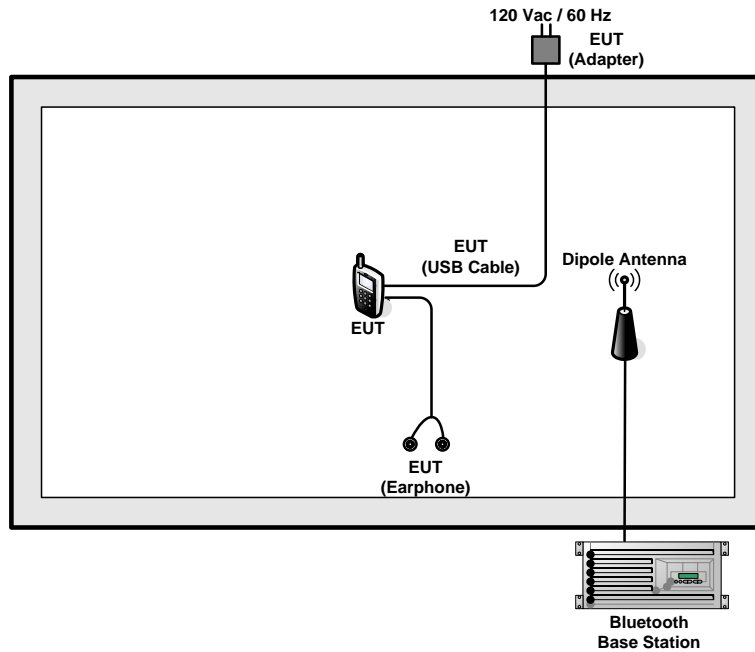 120 Vac / 60 Hz
EUT
(Adapter)
EUT
(USB Cable)
Dipole Antenna
EUT
EUT
(Earphone)
Bluetooth
Base Station